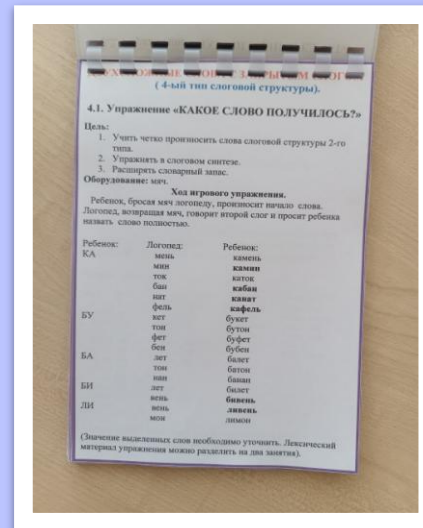 ДВУХСЛОЖНЫЕ СЛОВА С ЗАКРЫТЫМ СЛОГОМ
( 4-ый тип слоговой структуры).
4.1. Упражнение «КАКОЕ СЛОВО ПОЛУЧИЛОСЬ?»
Цель:
1. Учить четко произносить слова слоговой структуры 2-го
типа.
2. Упражнять в слоговом синтезе.
3. Расширять словарный запас.
Оборудование: мяч.
Ход игрового упражнения.
Ребенок, бросая мяч логопеду, произносит начало слова.
Логопед, возвращая мяч, говорит второй слог и просит ребенка
назвать слово полностью.
Ребенок: Логопед: Ребенок:
КА мень камень
мин камин
ток каток
бан кабан
нат канат
фель кафель
БУ кет букет
тон бутон
фет буфет
бен бубен
БА лет балет
тон батон
нан банан
БИ лет билет
вень бивень
ЛИ вень ливень
мон лимон
(Значение выделенных слов необходимо уточнить. Лексический
материал упражнения можно разделить на два занятия).